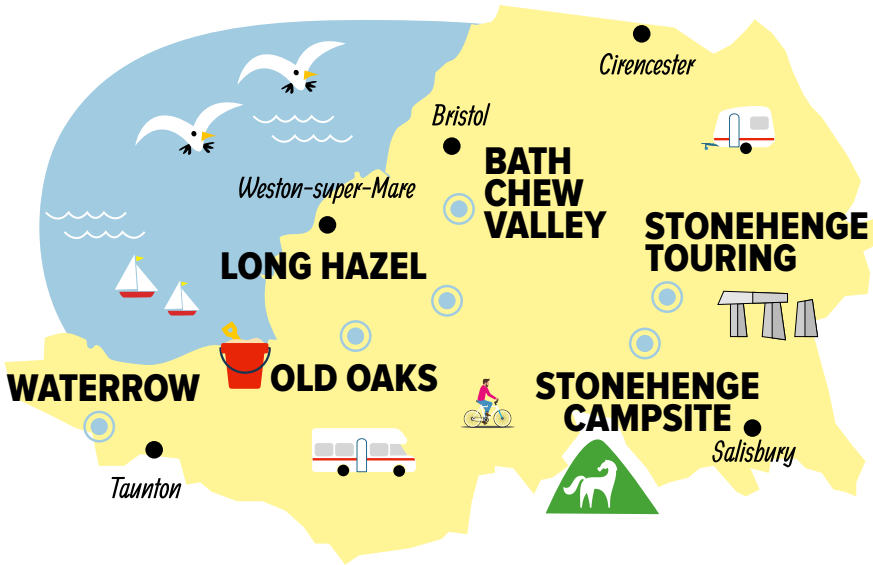 Cirencester
Bristol
BATH
CHEW
VALLEY
Weston-super-Mare
STONEHENGE
TOURING
LONG HAZEL
WATERROW
OLD OAKS
STONEHENGE
CAMPSITE
Salisbury
Taunton